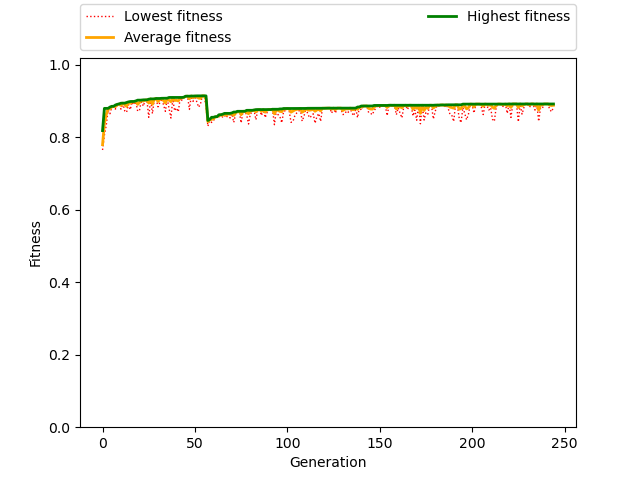 Lowest fitness
Average fitness
Highest fitness
1.0
0.8
0.6
0.4
0.2
0.0
Fitness
0 50 100 150 200 250
Generation